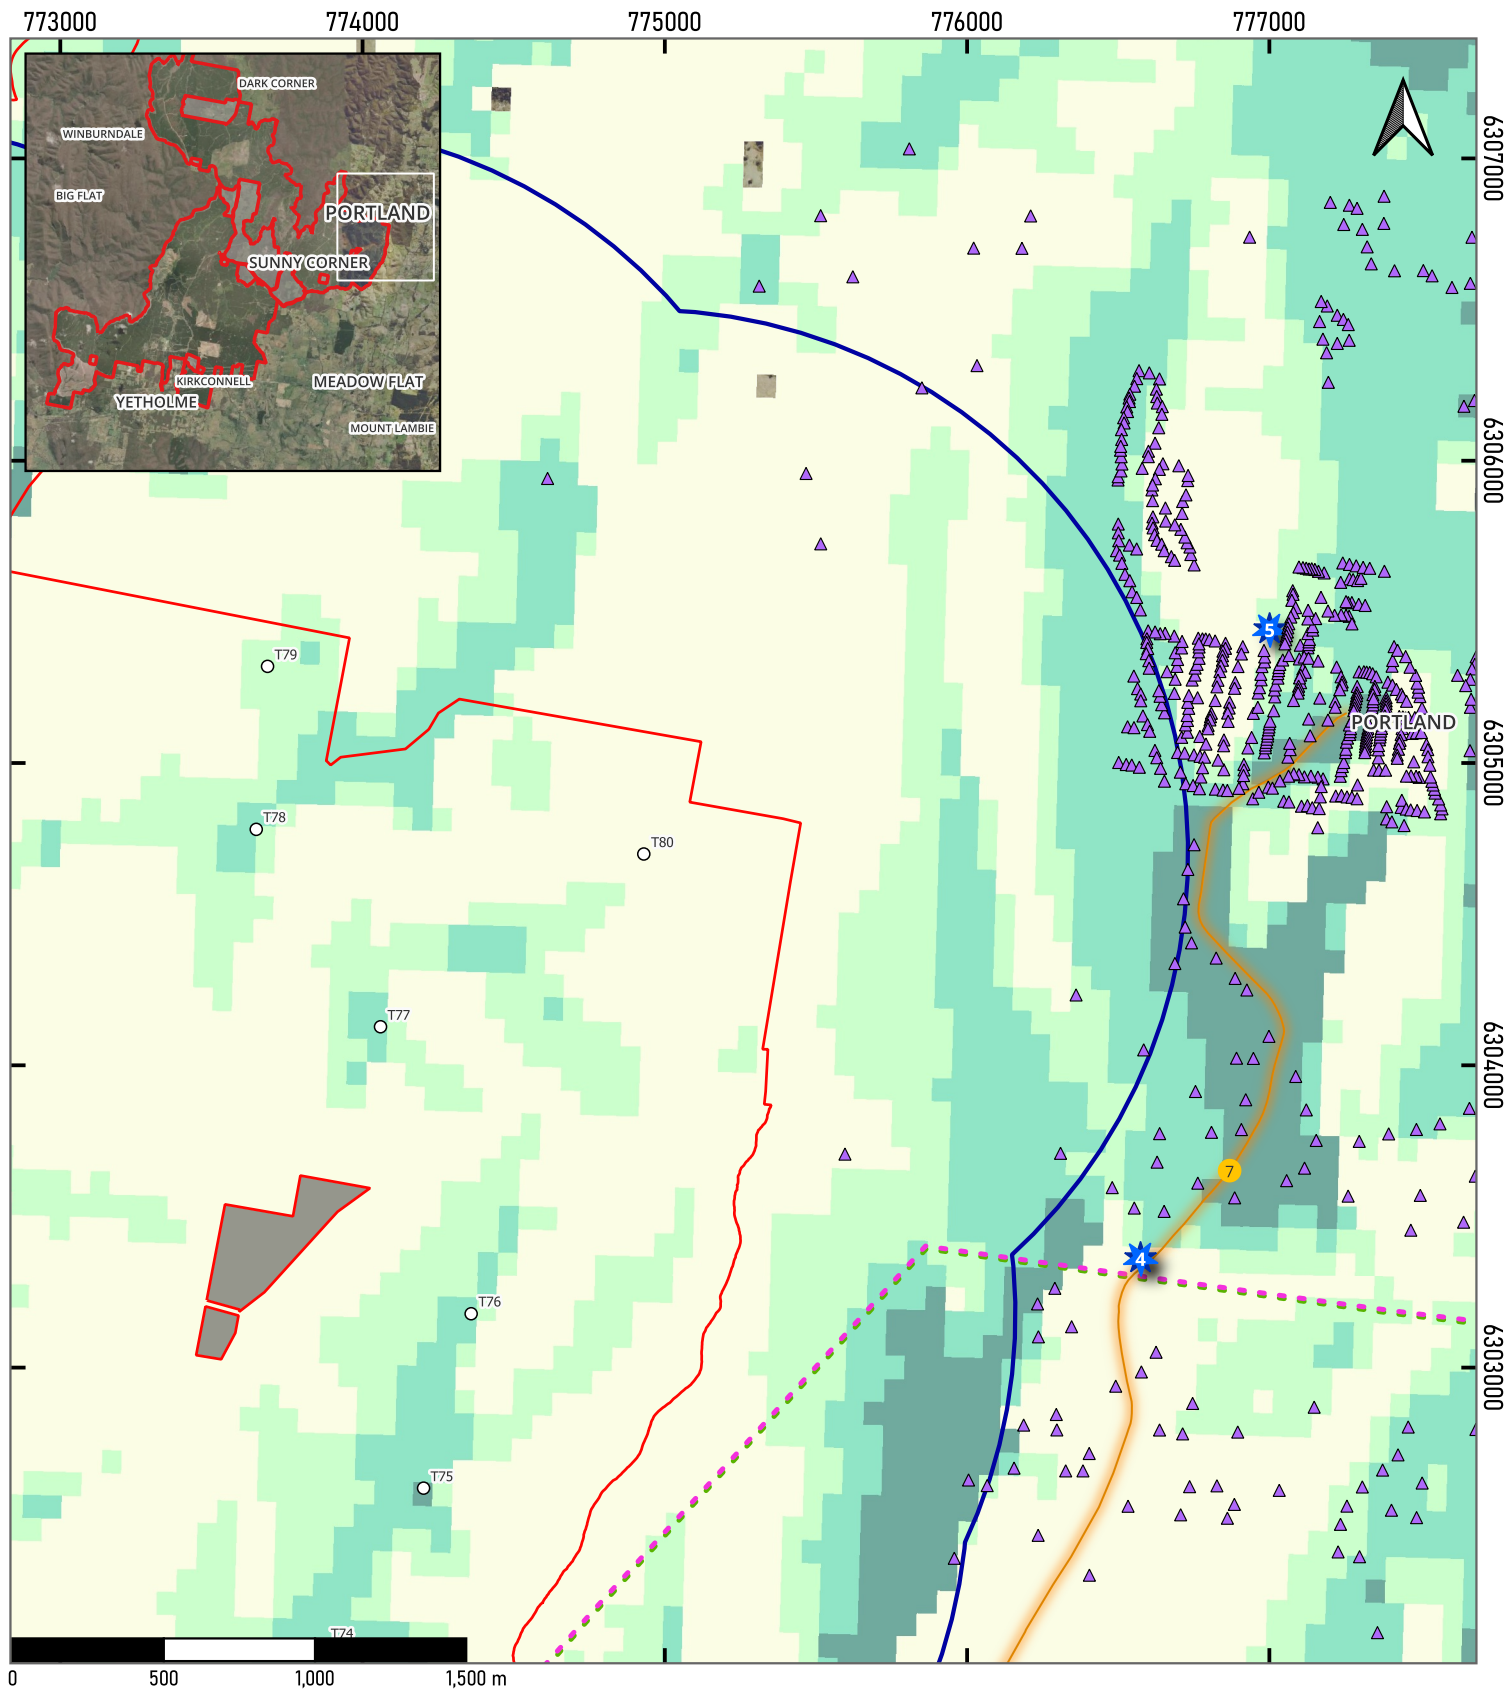 773000 774000 775000 776000 777000
DARK CORNER
WINBURNDALE
BIG FLAT
PORTLAND
SUNNY CORNER
KIRKCONNELL
MEADOW FLAT
YETHOLME
MOUNT LAMBIE
6307000
6306000
5
T79
PORTLAND
6305000
T78
T80
T77
6304000
7
4
T76
6303000
T75
T74
0 500 1,000 1,500 m